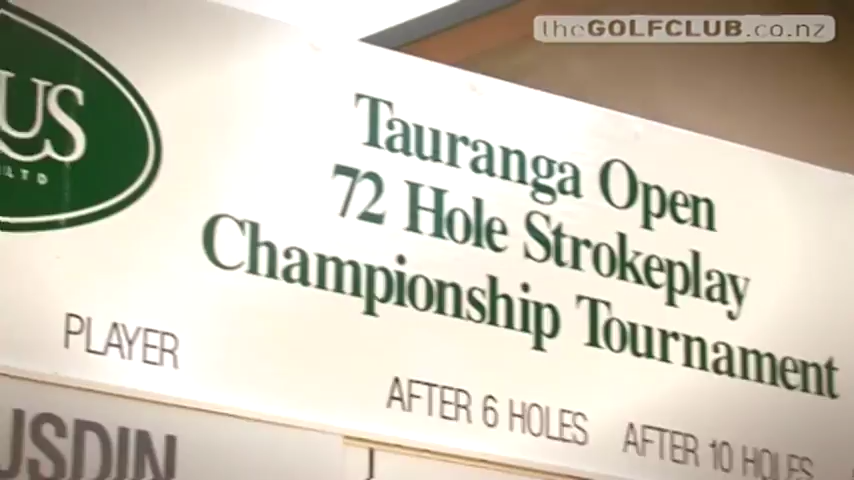 theGOLFCLUB.co.nz
US
LTD
Tauranga Open
72 Hole Strokeplay
Championship Tournament
PLAYER
AFTER 6 HOLES
AFTER 10 HOLES
USDIN